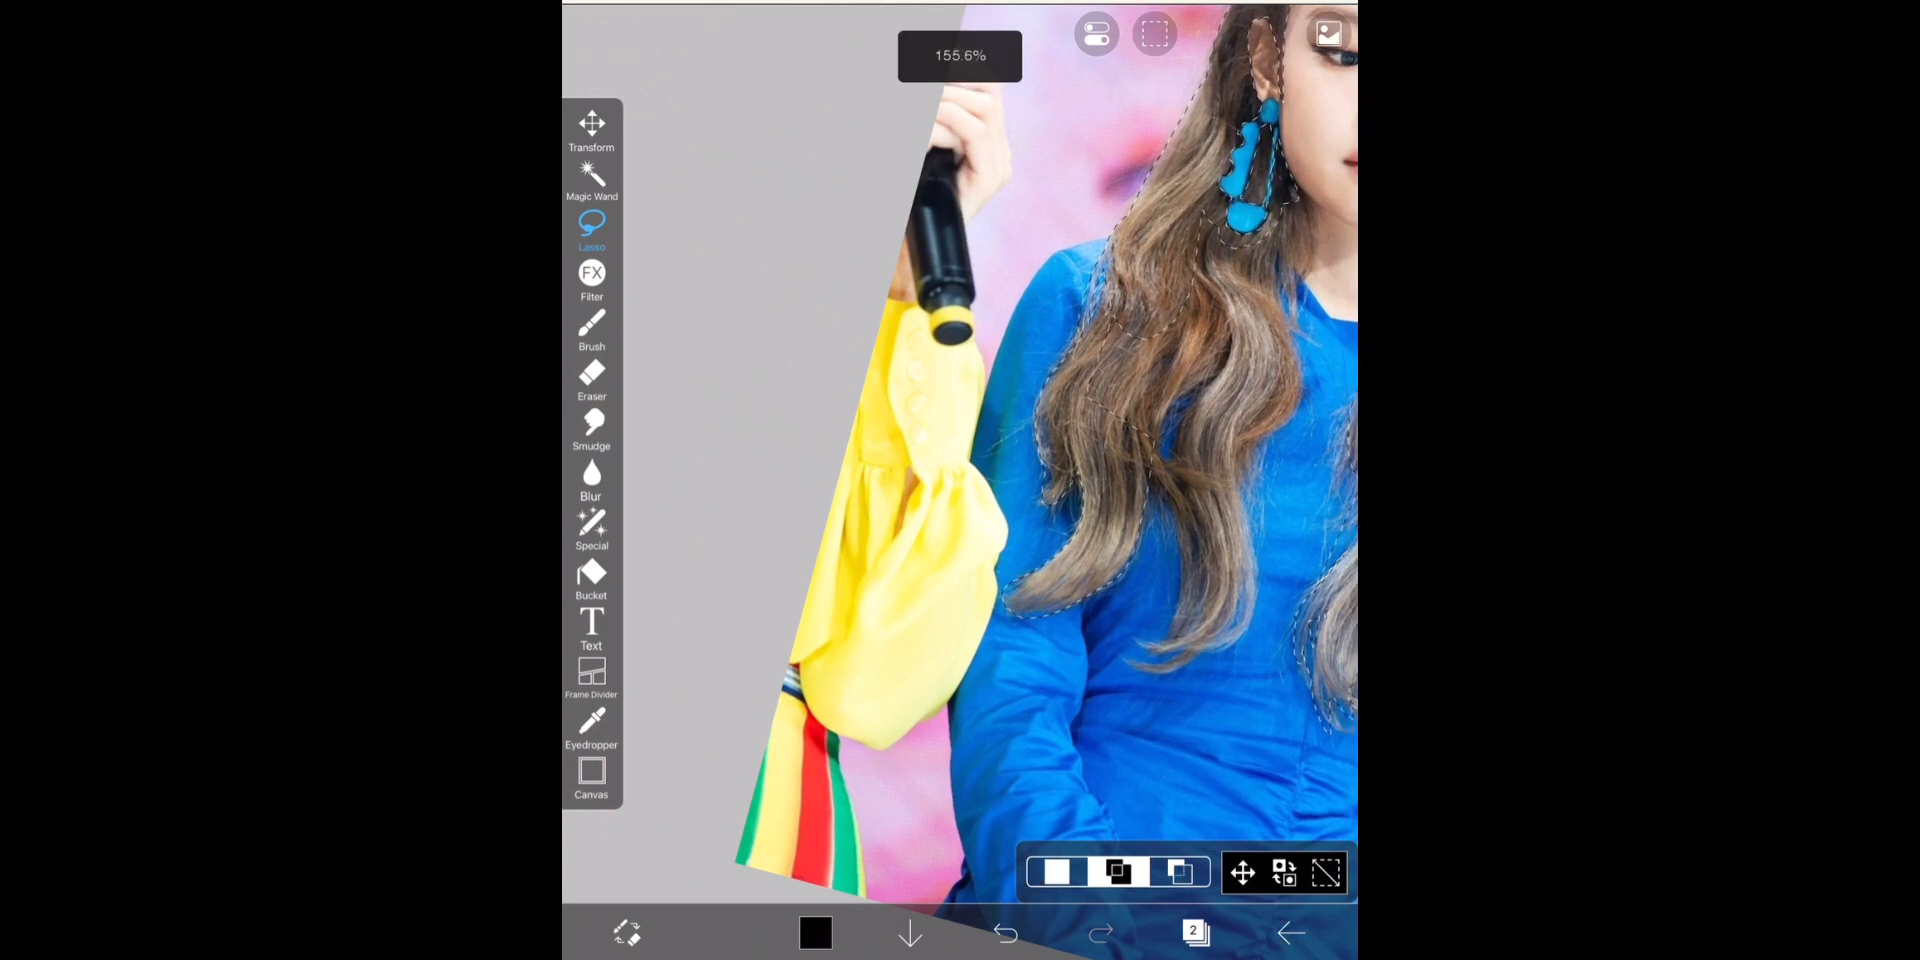 155.6%
Transform
Magic Wand
Lasso
FX
Filter
Brush
Eraser
Smudge
Blur
Special
Bucket
T
Text
Frame Divider
Eyedropper
Canvas
2